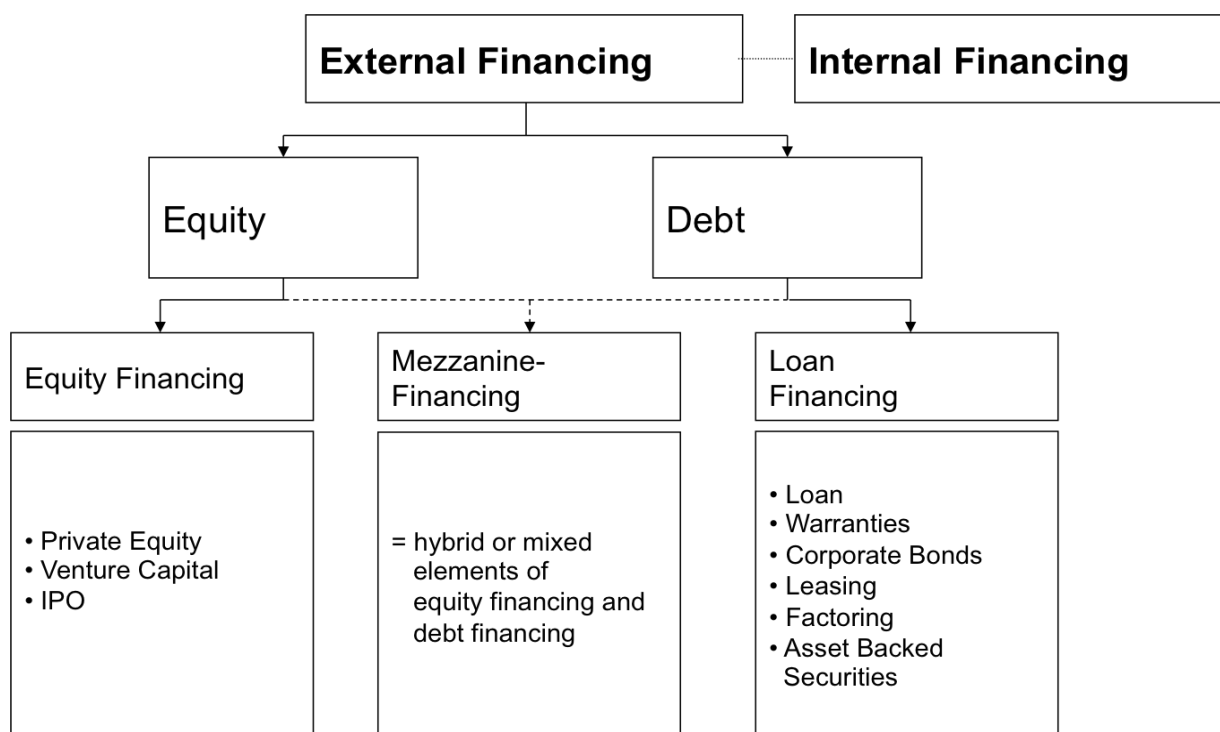 External Financing
Internal Financing
Equity
Debt
Equity Financing
Mezzanine-
Financing
Loan
Financing
• Private Equity
• Venture Capital
• IPO
= hybrid or mixed
elements of
equity financing and
debt financing
• Loan
• Warranties
• Corporate Bonds
• Leasing
• Factoring
• Asset Backed
Securities